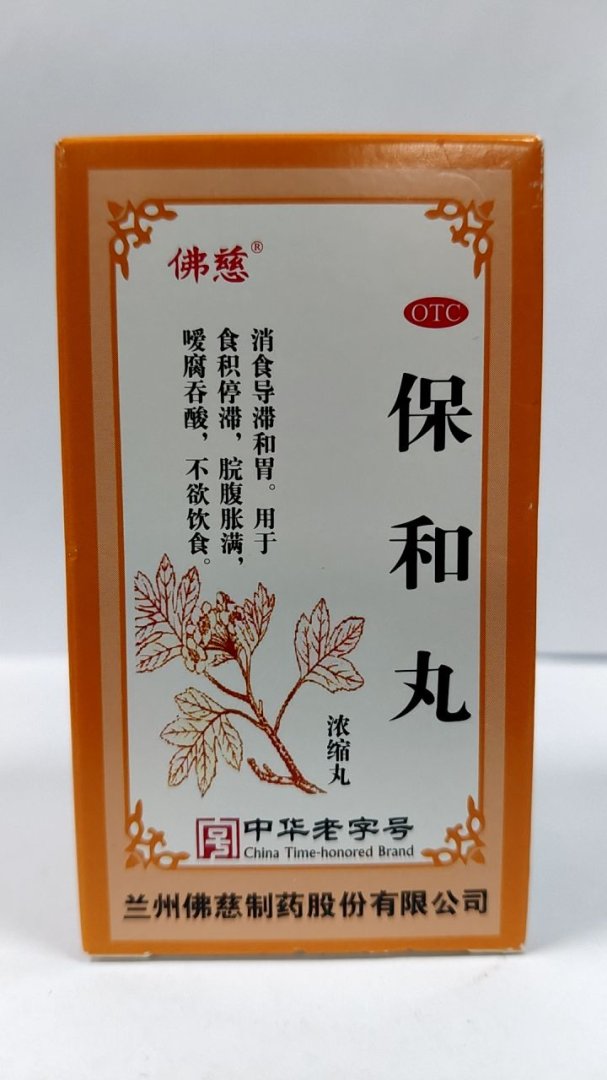 佛慈®
OTC
保和丸
消食导滞和胃。用于
食积停滞，脘腹胀满，
嗳腐吞酸，不欲饮食。
浓缩丸
中华老字号
China Time-honored Brand
兰州佛慈制药股份有限公司